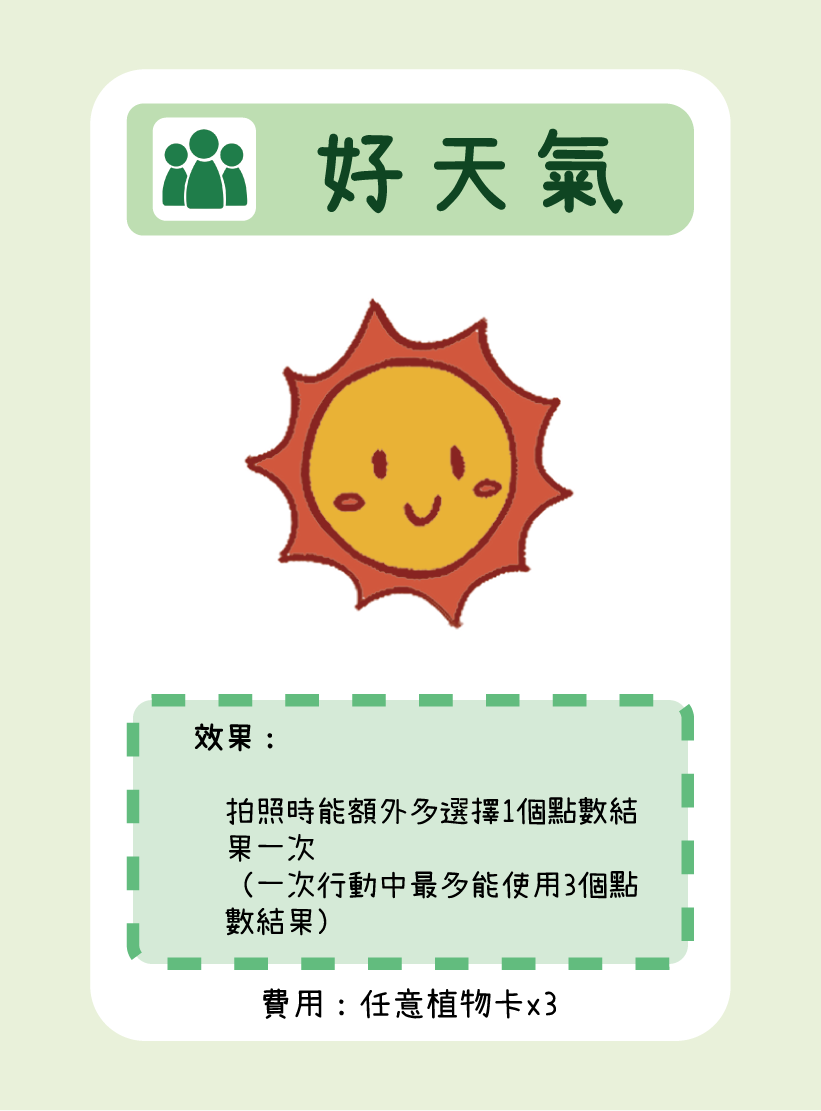 好天氣
效果：
拍照時能額外多選擇1個點數結
果一次
（一次行動中最多能使用3個點
數結果）
費用：任意植物卡x3